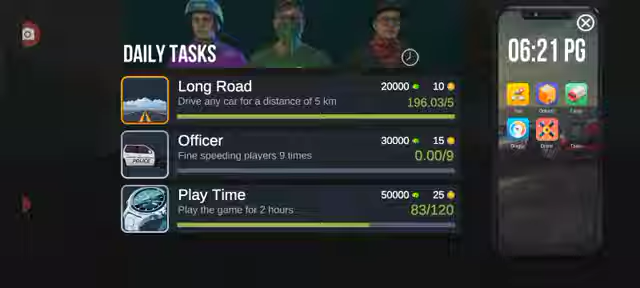 DAILY TASKS
06:21 PG
Long Road
20000 10
Drive any car for a distance of 5 km
196.03/5
Officer
30000 15
Fine speeding players 9 times
0.00/9
POLICE
Play Time
50000 25
Play the game for 2 hours
83/120